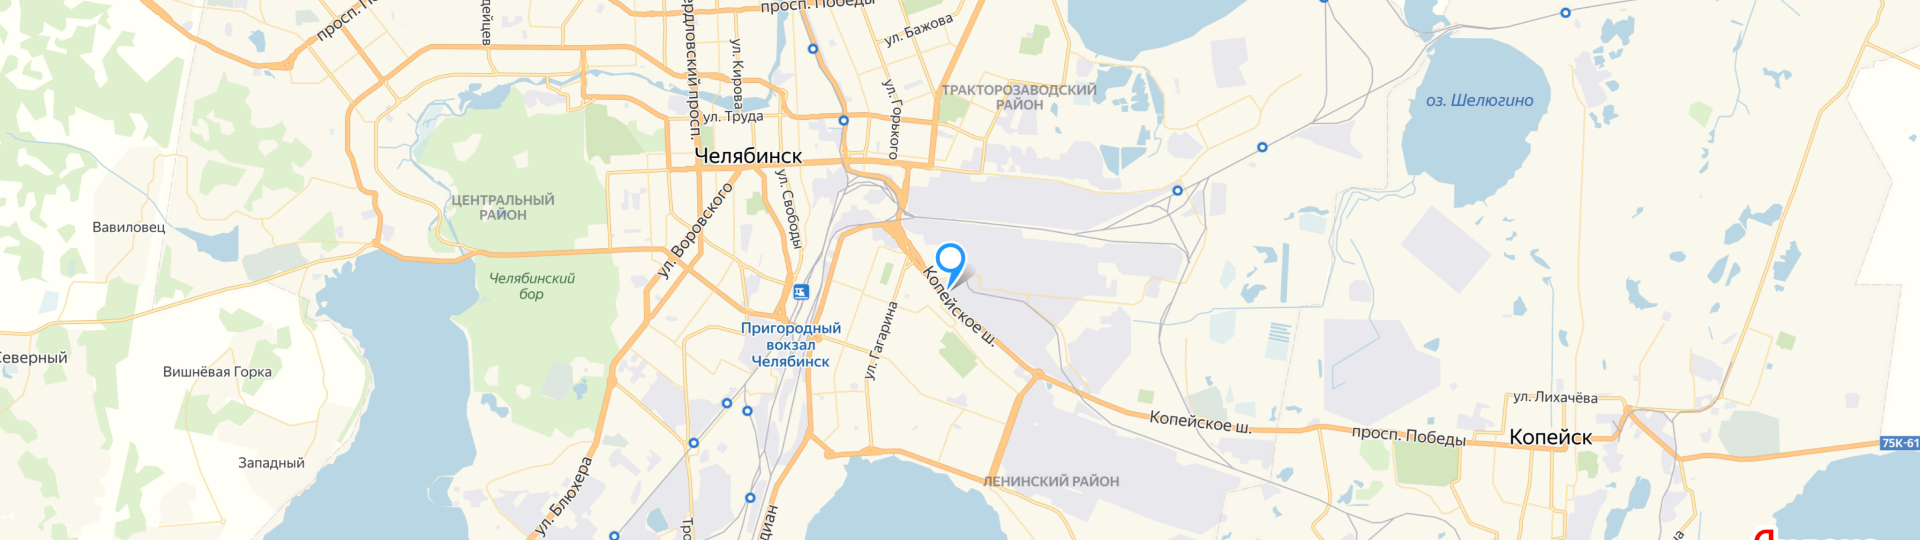 просп. Победы
ул. Бажова
ул. Кирова
ул. Горького
ТРАКТОРОЗАВОДСКИЙ
РАЙОН
оз. Шелюгино
ул. Труда
Челябинск
ЦЕНТРАЛЬНЫЙ
РАЙОН
ул. Воровского
ул. Свободы
Вавиловец
Челябинский
бор
Копейское ш.
Пригородный
вокзал
Челябинск
ул. Гагарина
Вишнёвая Горка
ул. Лихачёва
Копейское ш.
просп. Победы
Копейск
75К-61
Западный
ЛЕНИНСКИЙ РАЙОН
ул. Блюхера